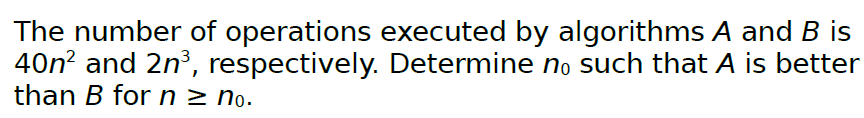 The number of operations executed by algorithms A and B is
40n² and 2n³, respectively. Determine n₀ such that A is better
than B for n ≥ n₀.